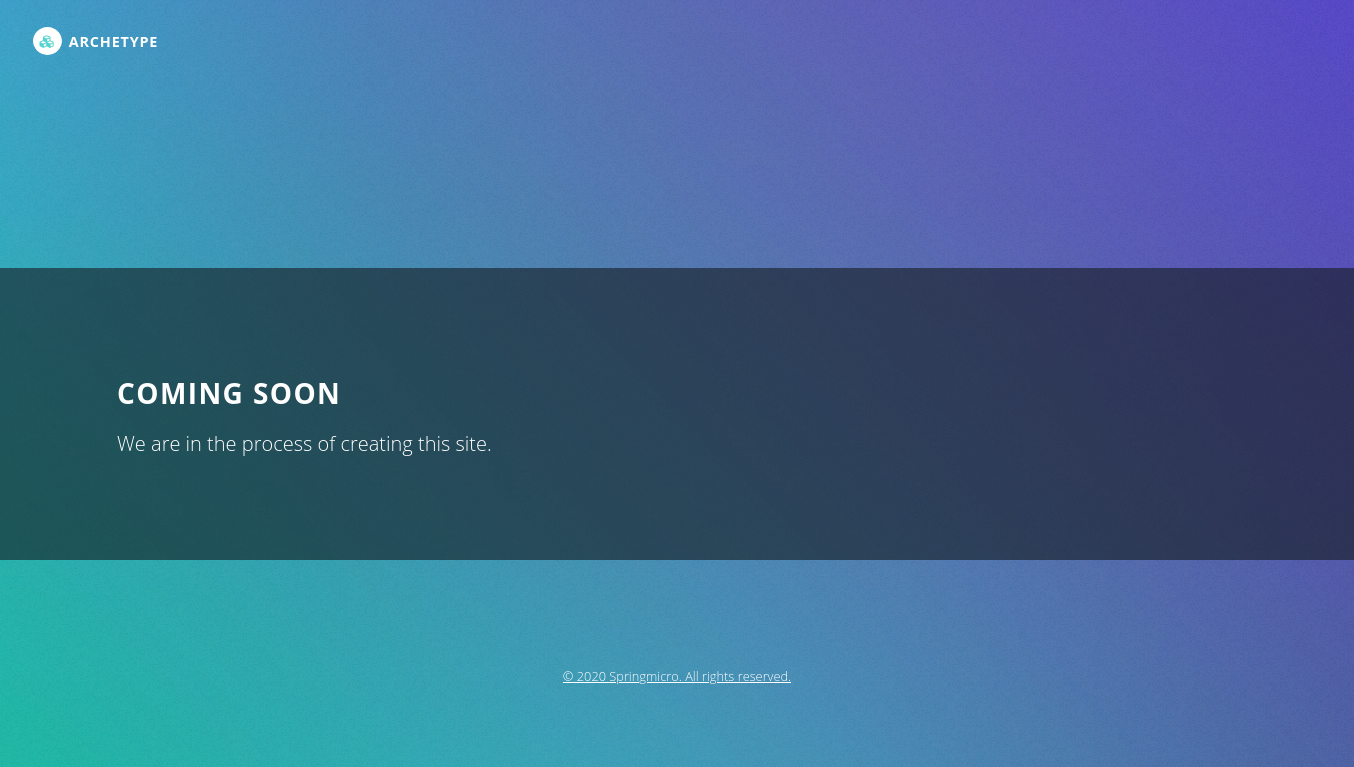 ARCHETYPE
COMING SOON
We are in the process of creating this site.
© 2020 Springmicro. All rights reserved.